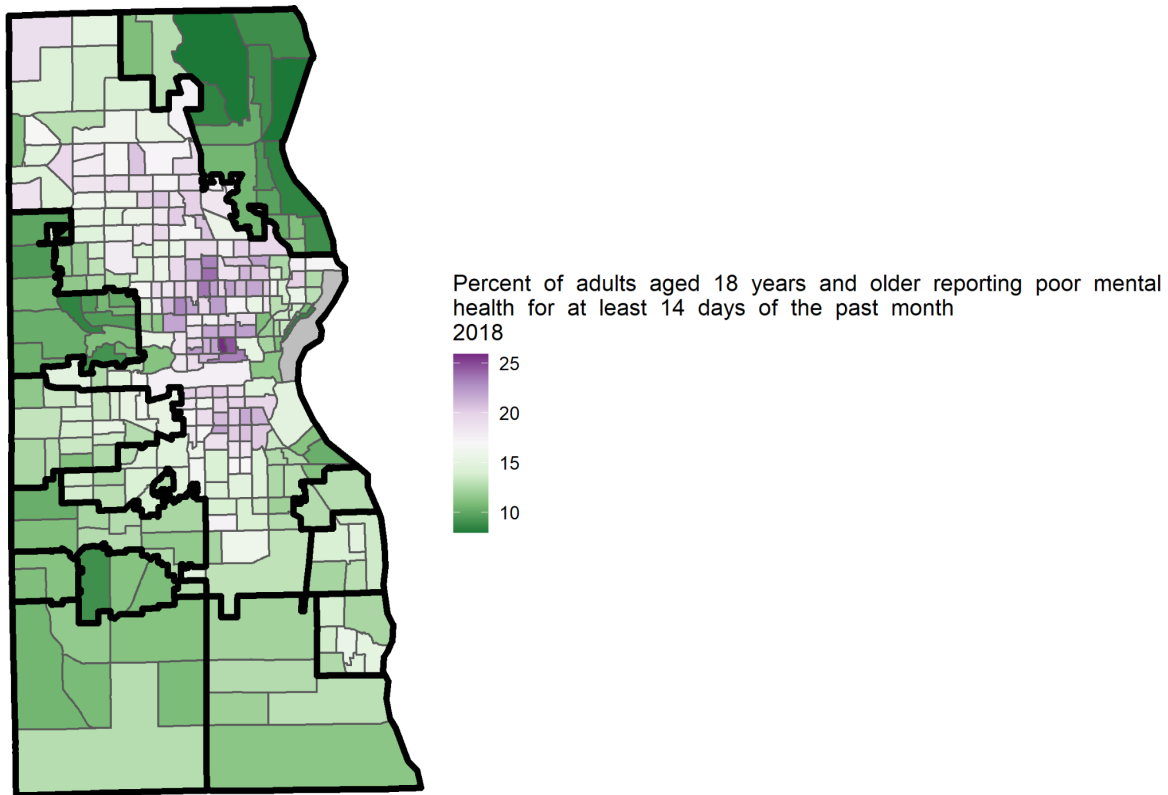 Percent of adults aged 18 years and older reporting poor mental
health for at least 14 days of the past month
2018
25
20
15
10